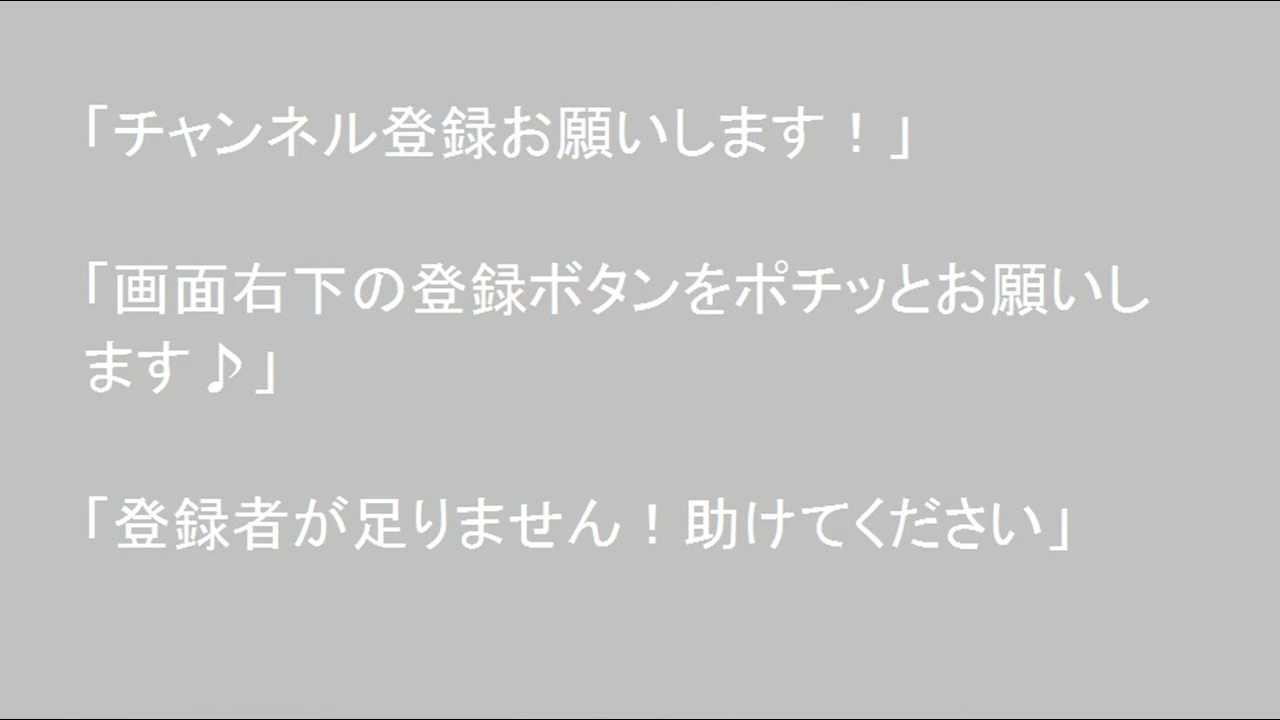 「チャンネル登録お願いします！」
「画面右下の登録ボタンをポチッとお願いし
ます♪」
「登録者が足りません！助けてください」